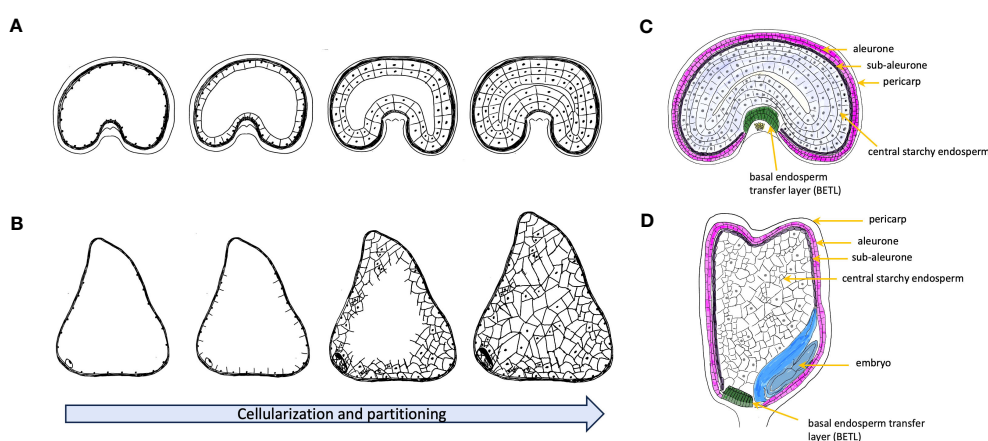 A
B
Cellularization and partitioning
C
aleurone
sub-aleurone
pericarp
central starchy endosperm
basal endosperm
transfer layer (BETL)
D
pericarp
aleurone
sub-aleurone
central starchy endosperm
embryo
basal endosperm transfer
layer (BETL)